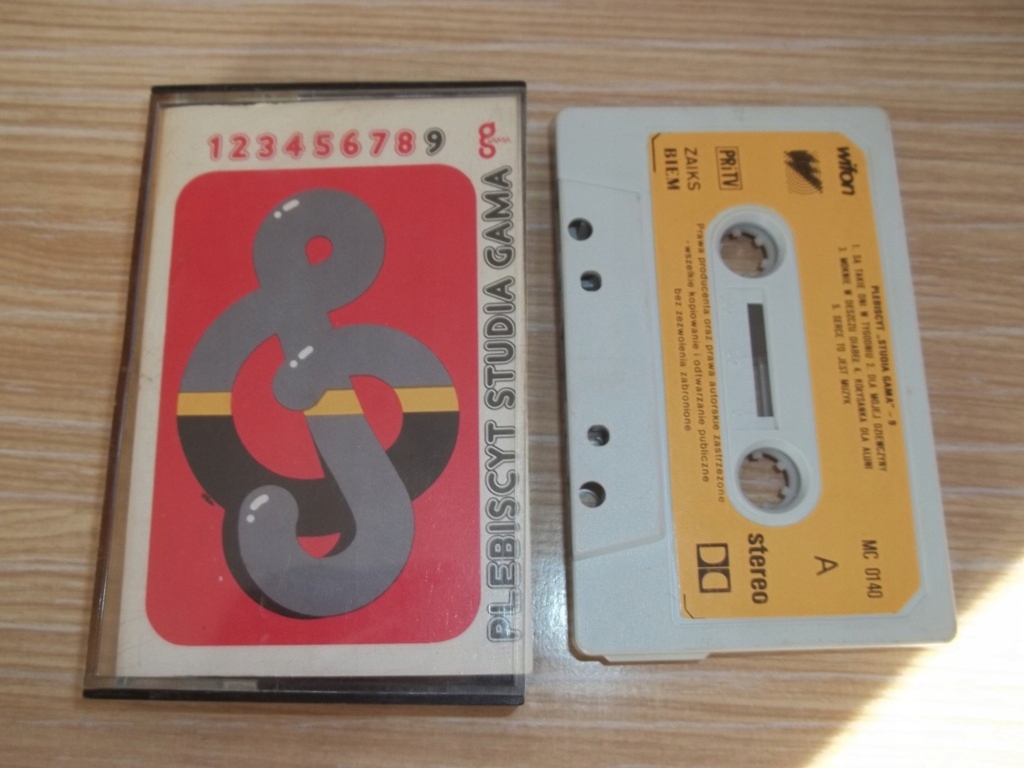 123456789
g
GAMA
PLEBISCYT STUDIA GAMA
wifon
PLEBISCYT „STUDIA GAMA" - 9
1. SĄ TAKIE DNI W TYGODNIU 2. DLA MOJEJ DZIEWCZYNY
3. MOKNIE W DESZCZU DIABEŁ 4. KOŁYSANKA DLA ALUNI
5. SERCE TO JEST MUZYK
MC 0140
A
PRiTV
ZAIKS
BIEM
Prawa producenta oraz prawa autorskie zastrzeżone
- wszelkie kopiowanie i odtwarzanie publiczne
bez zezwolenia zabronione
stereo